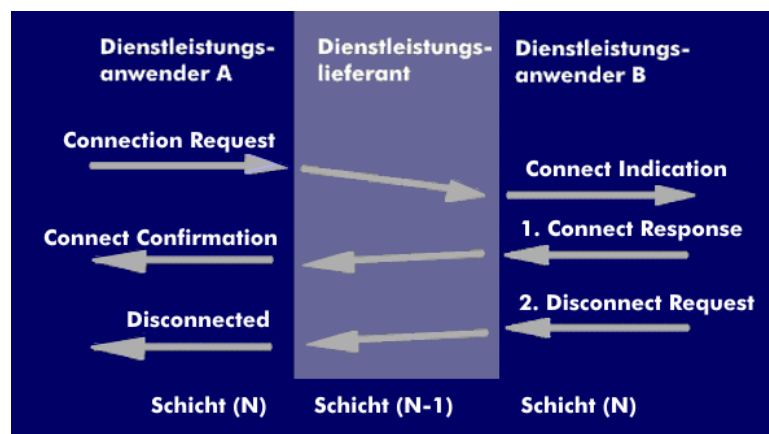 Dienstleistungs-
anwender A
Dienstleistungs-
lieferant
Dienstleistungs-
anwender B
Connection Request
Connect Indication
Connect Confirmation
1. Connect Response
Disconnected
2. Disconnect Request
Schicht (N)
Schicht (N-1)
Schicht (N)